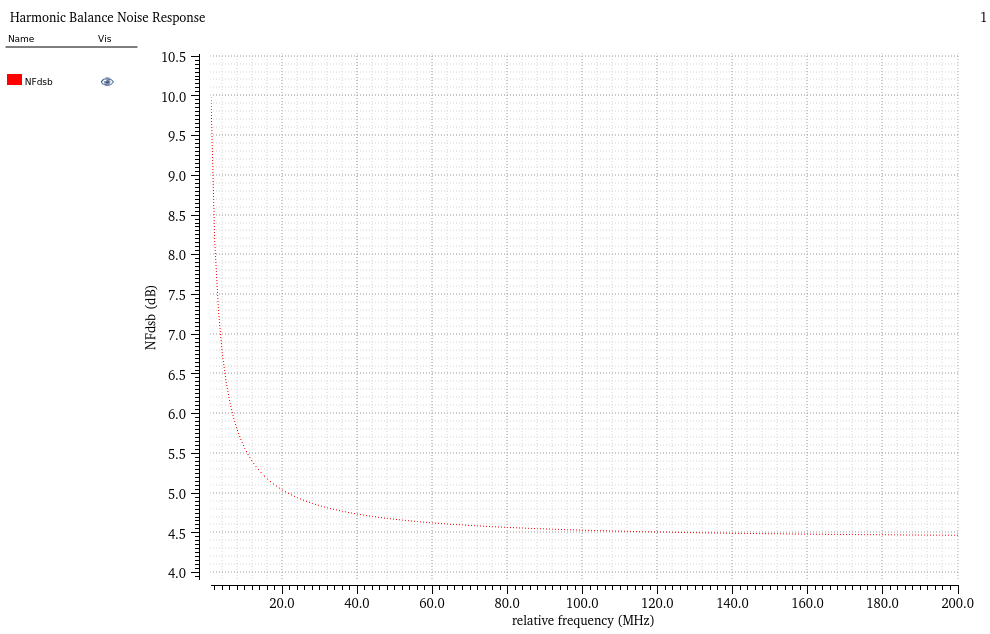 Harmonic Balance Noise Response
1
Name Vis
NFdsb
10.5
10.0
9.5
9.0
8.5
8.0
7.5
7.0
6.5
6.0
5.5
5.0
4.5
4.0
NFdsb (dB)
20.0 40.0 60.0 80.0 100.0 120.0 140.0 160.0 180.0 200.0
relative frequency (MHz)